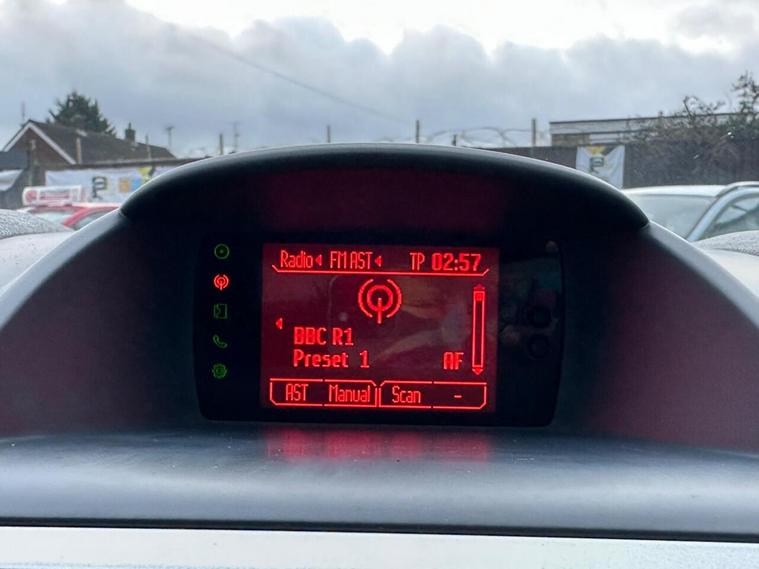 Radio FM AST TP 02:57
BBC R1
Preset 1 AF
AST Manual Scan -